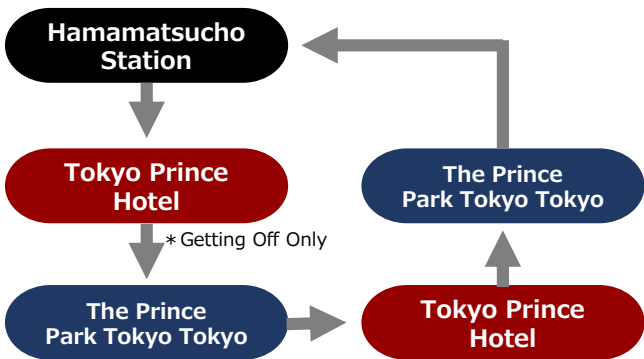 Hamamatsucho
Station
Tokyo Prince
Hotel
＊Getting Off Only
The Prince
Park Tokyo Tokyo
Tokyo Prince
Hotel
The Prince
Park Tokyo Tokyo